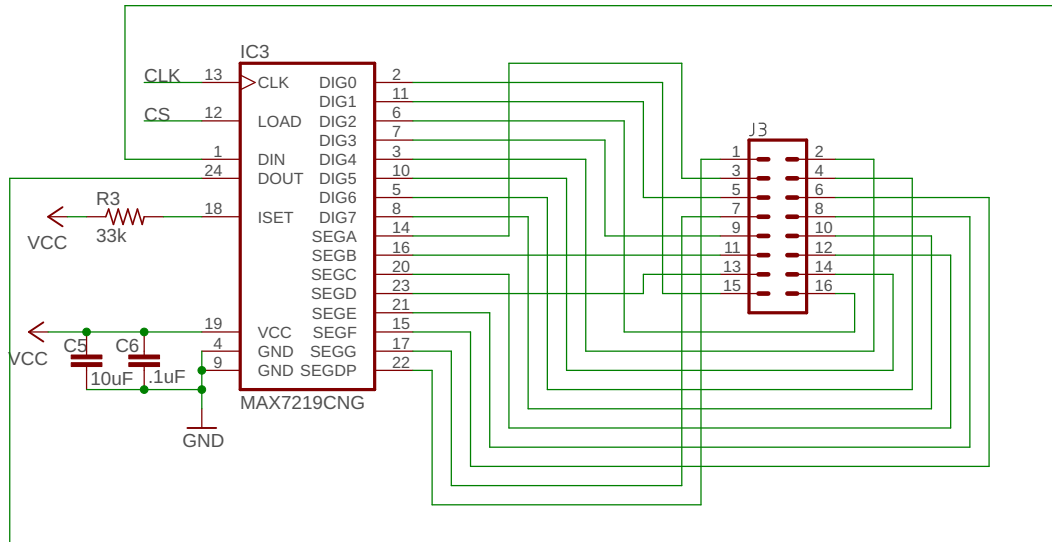 IC3
CLK 13 CLK DIG0 2
DIG1 11
CS 12 LOAD DIG2 6
DIG3 7
1 DIN DIG4 3
24 DOUT DIG5 10
DIG6 5
R3
18 ISET DIG7 8
VCC 33k
SEGA 14
SEGB 16
SEGC 20
SEGD 23
SEGE 21
19 VCC SEGF 15
VCC C5 C6 4 GND SEGG 17
10uF .1uF 9 GND SEGDP 22
MAX7219CNG
GND
J3
1 2
3 4
5 6
7 8
9 10
11 12
13 14
15 16